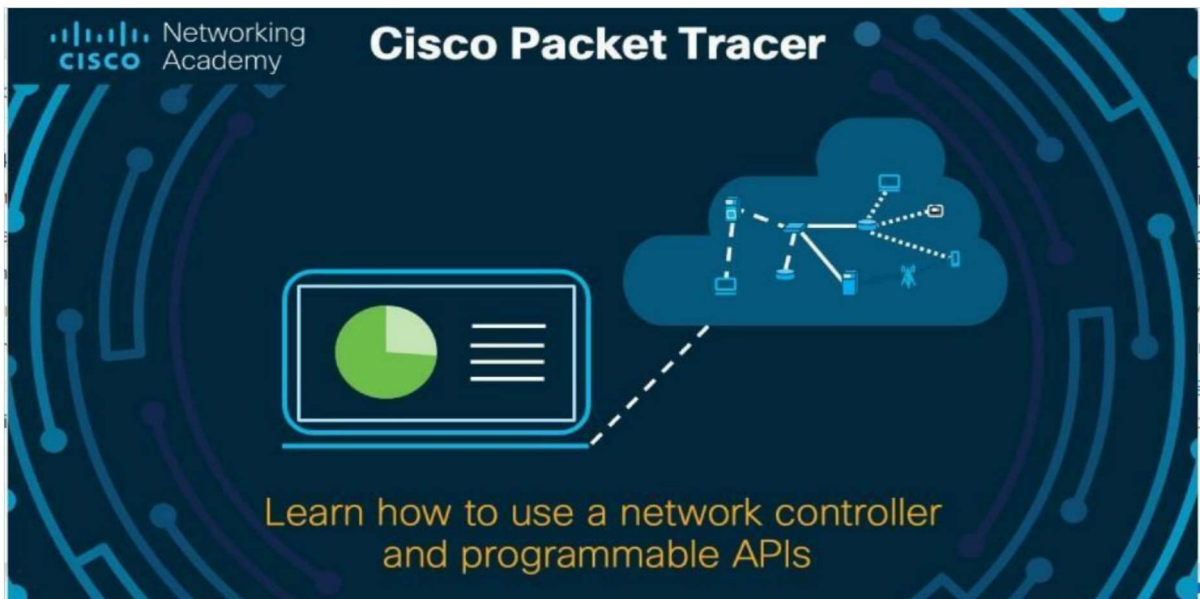 CISCO Networking Academy
Cisco Packet Tracer
Learn how to use a network controller
and programmable APIs